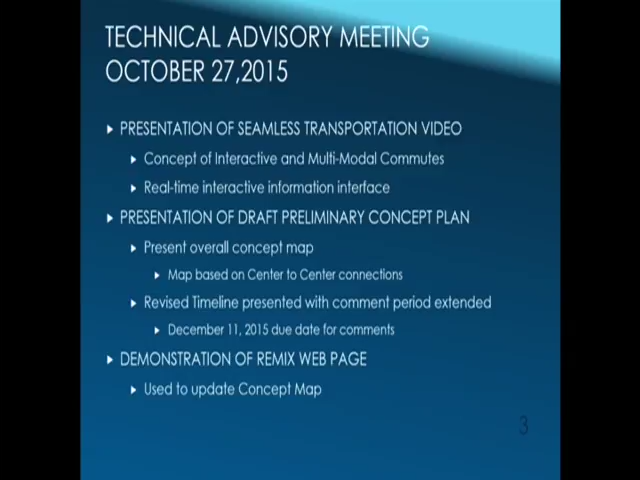 TECHNICAL ADVISORY MEETING
OCTOBER 27,2015
PRESENTATION OF SEAMLESS TRANSPORTATION VIDEO
Concept of Interactive and Multi-Modal Commutes
Real-time interactive information interface
PRESENTATION OF DRAFT PRELIMINARY CONCEPT PLAN
Present overall concept map
Map based on Center to Center connections
Revised Timeline presented with comment period extended
December 11, 2015 due date for comments
DEMONSTRATION OF REMIX WEB PAGE
Used to update Concept Map
3